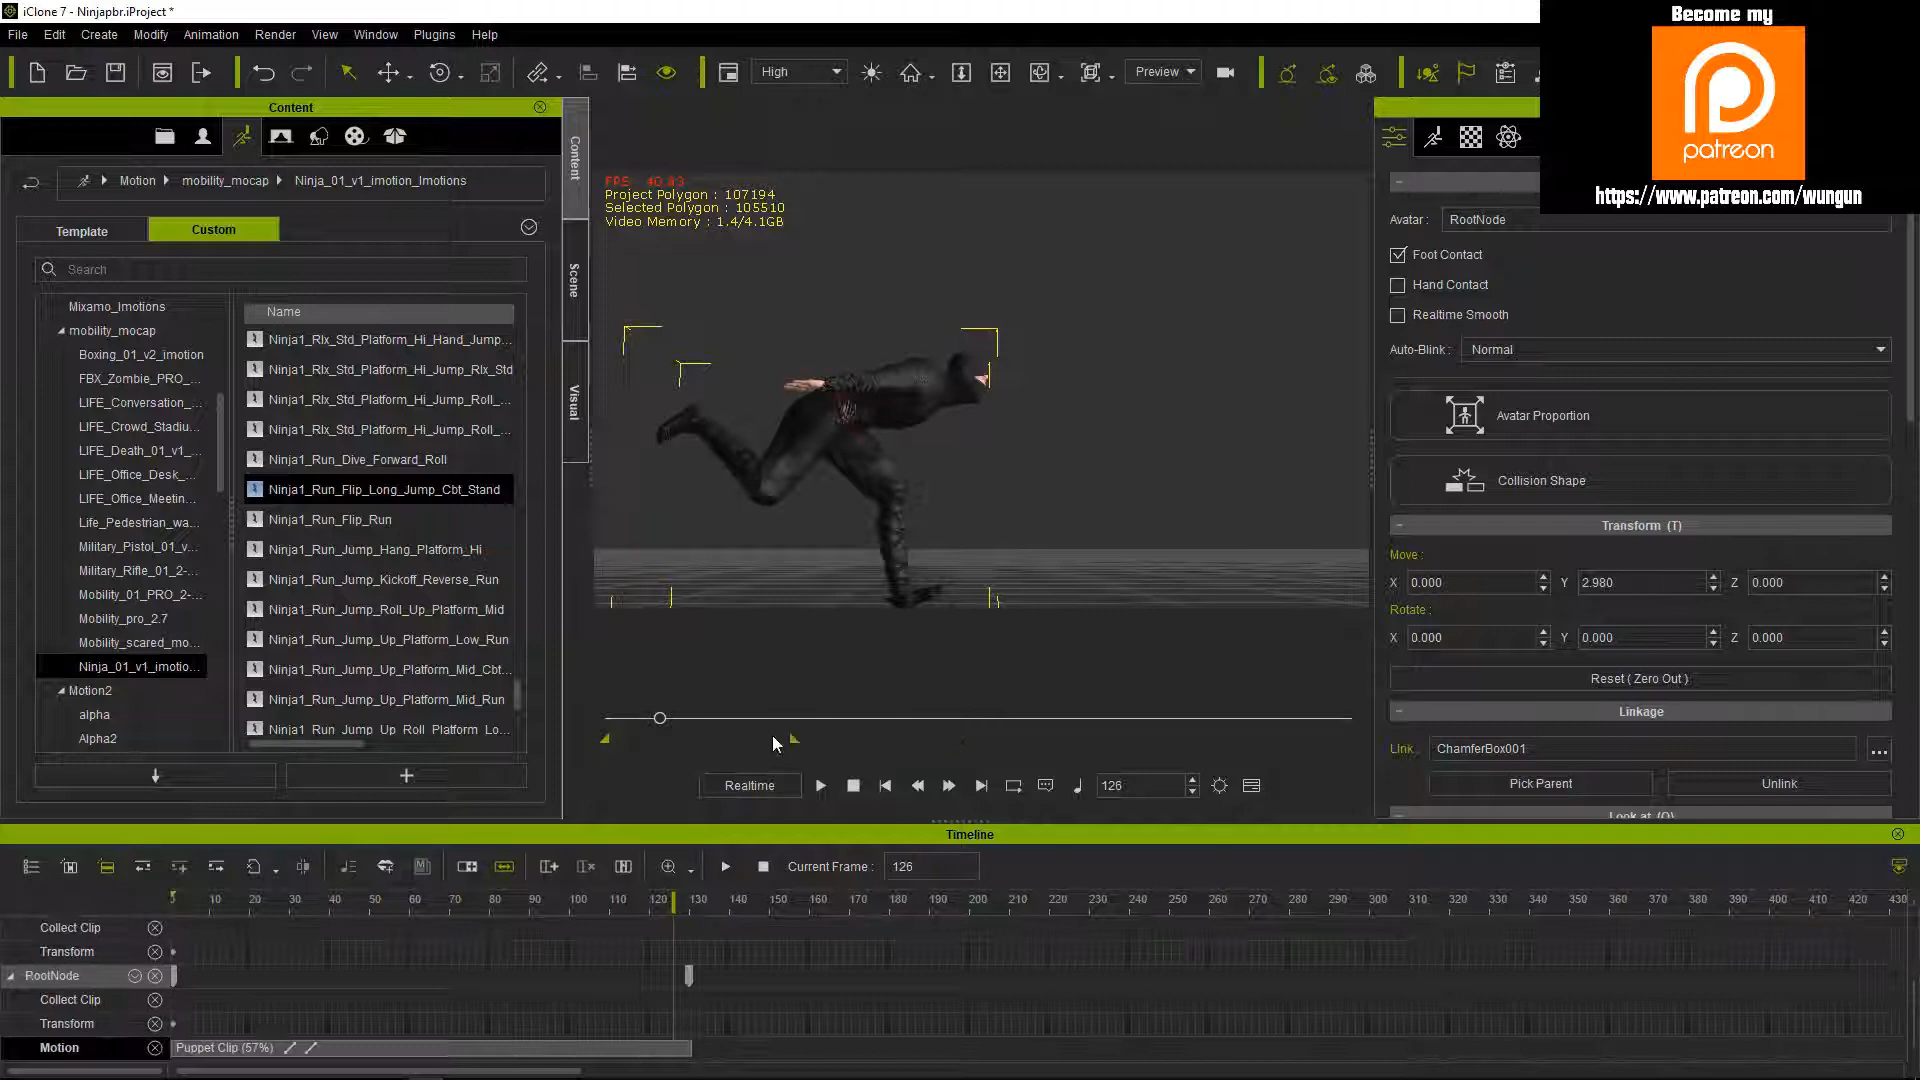 iClone 7 - Ninjapbr.iProject *
File Edit Create Modify Animation Render View Window Plugins Help
High
Preview
Become my
patreon
https://www.patreon.com/wungun
Content
Motion mobility_mocap Ninja_01_v1_imotion_Imotions
Template
Custom
Search
Mixamo_Imotions
mobility_mocap
Boxing_01_v2_imotion
FBX_Zombie_PRO_...
LIFE_Conversation_...
LIFE_Crowd_Stadiu...
LIFE_Death_01_v1_...
LIFE_Office_Desk_...
LIFE_Office_Meetin...
Life_Pedestrian_wa...
Military_Pistol_01_v...
Military_Rifle_01_2-...
Mobility_01_PRO_2-...
Mobility_pro_2.7
Mobility_scared_mo...
Ninja_01_v1_imotio...
Motion2
alpha
Alpha2
Name
Ninja1_Rlx_Std_Platform_Hi_Hand_Jump...
Ninja1_Rlx_Std_Platform_Hi_Jump_Rlx_Std
Ninja1_Rlx_Std_Platform_Hi_Jump_Roll_...
Ninja1_Rlx_Std_Platform_Hi_Jump_Roll_...
Ninja1_Run_Dive_Forward_Roll
Ninja1_Run_Flip_Long_Jump_Cbt_Stand
Ninja1_Run_Flip_Run
Ninja1_Run_Jump_Hang_Platform_Hi
Ninja1_Run_Jump_Kickoff_Reverse_Run
Ninja1_Run_Jump_Roll_Up_Platform_Mid
Ninja1_Run_Jump_Up_Platform_Low_Run
Ninja1_Run_Jump_Up_Platform_Mid_Cbt...
Ninja1_Run_Jump_Up_Platform_Mid_Run
Ninja1_Run_Jump_Up_Roll_Platform_Lo...
Content
Scene
Visual
FPS : 40.83
Project Polygon : 107194
Selected Polygon : 105510
Video Memory : 1.4/4.1GB
Realtime
126
Avatar : RootNode
Foot Contact
Hand Contact
Realtime Smooth
Auto-Blink : Normal
Avatar Proportion
Collision Shape
Transform (T)
Move :
X 0.000 Y 2.980 Z 0.000
Rotate :
X 0.000 Y 0.000 Z 0.000
Reset ( Zero Out )
Linkage
Link : ChamferBox001 ...
Pick Parent
Unlink
Look at (O)
Timeline
Current Frame : 126
10 20 30 40 50 60 70 80 90 100 110 120 130 140 150 160 170 180 190 200 210 220 230 240 250 260 270 280 290 300 310 320 330 340 350 360 370 380 390 400 410 420 430
Collect Clip
Transform
RootNode
Collect Clip
Transform
Motion
Puppet Clip (57%)